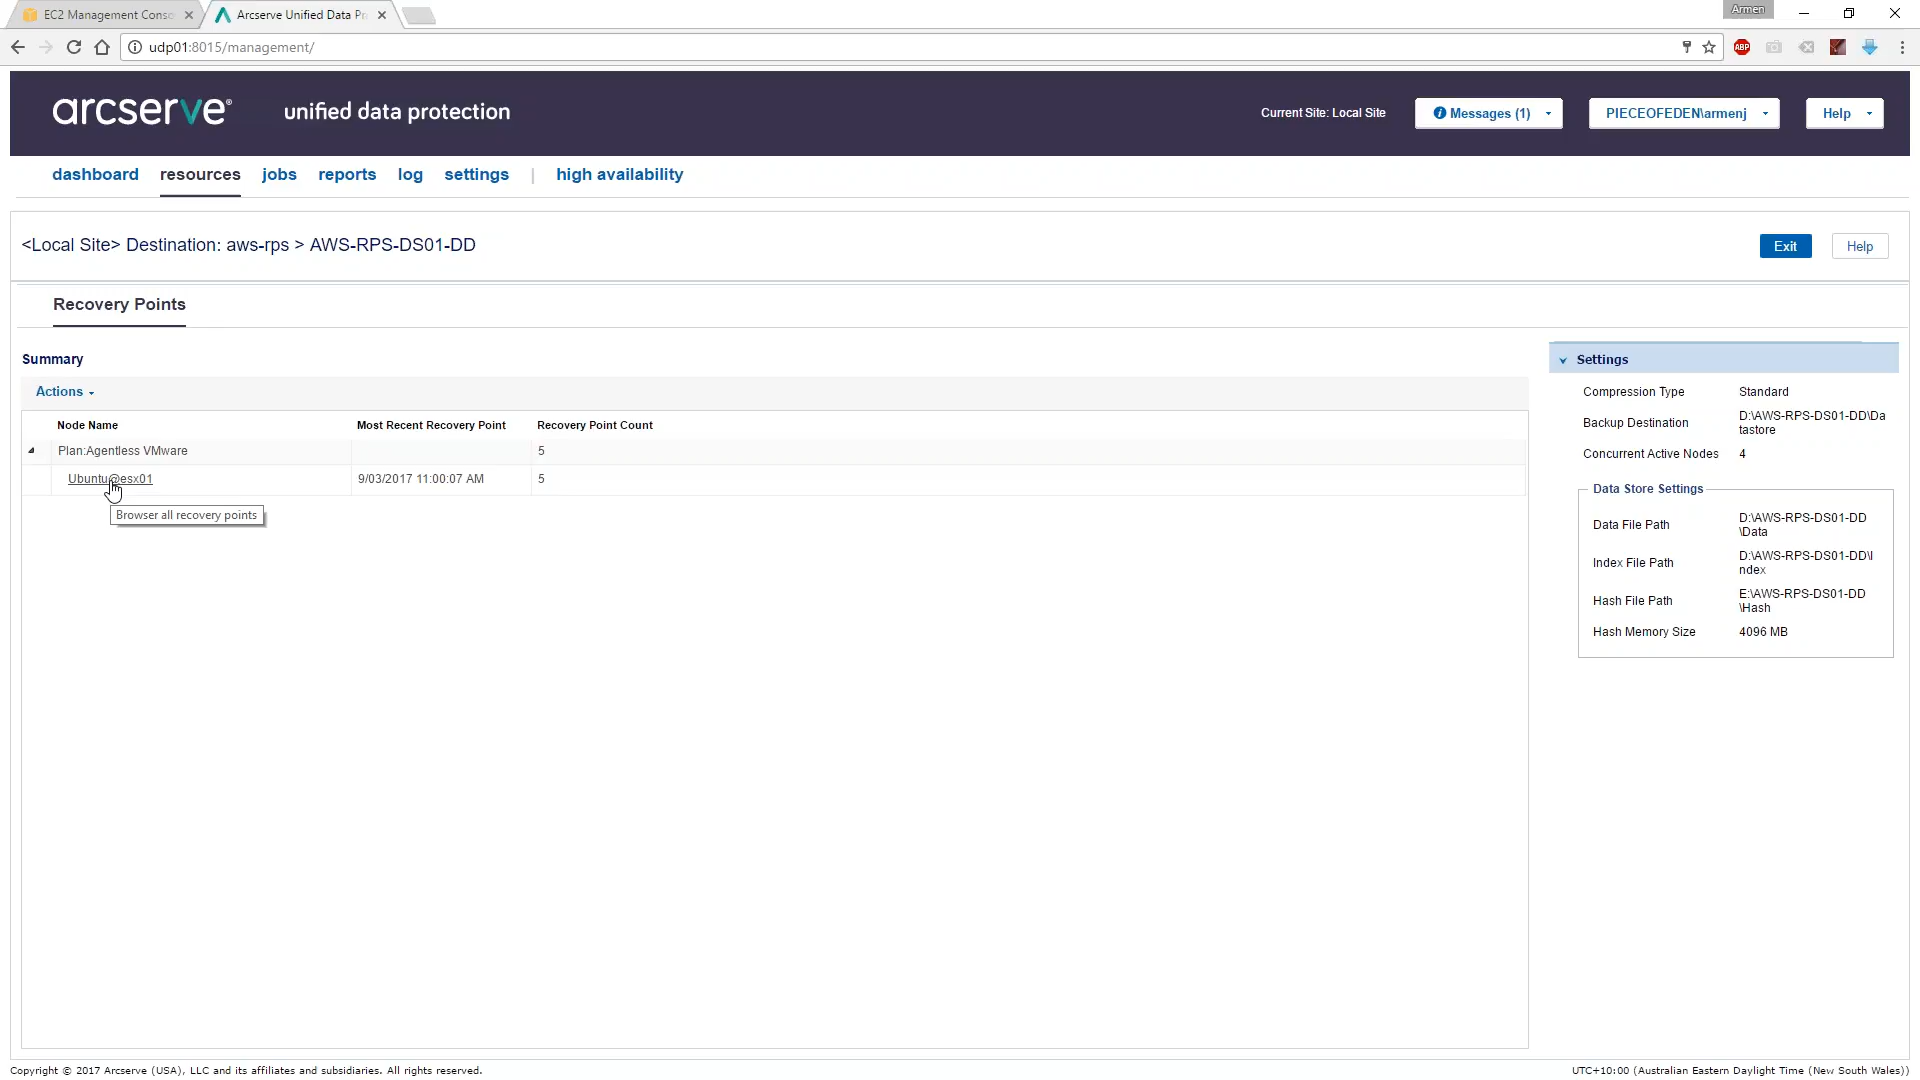 EC2 Management Conso
Arcserve Unified Data Pr
Armen
udp01:8015/management/
ABP
arcserve®
unified data protection
Current Site: Local Site
Messages (1)
PIECEOFEDEN\armenj
Help
dashboard
resources
jobs
reports
log
settings
|
high availability
<Local Site> Destination: aws-rps > AWS-RPS-DS01-DD
Exit
Help
Recovery Points
Summary
Actions
Node Name
Most Recent Recovery Point
Recovery Point Count
Plan:Agentless VMware
5
Ubuntu@esx01
9/03/2017 11:00:07 AM
5
Browser all recovery points
Settings
Compression Type
Standard
Backup Destination
D:\AWS-RPS-DS01-DD\Da
tastore
Concurrent Active Nodes
4
Data Store Settings
Data File Path
D:\AWS-RPS-DS01-DD
\Data
Index File Path
D:\AWS-RPS-DS01-DD\I
ndex
Hash File Path
E:\AWS-RPS-DS01-DD
\Hash
Hash Memory Size
4096 MB
Copyright © 2017 Arcserve (USA), LLC and its affiliates and subsidiaries. All rights reserved.
UTC+10:00 (Australian Eastern Daylight Time (New South Wales))